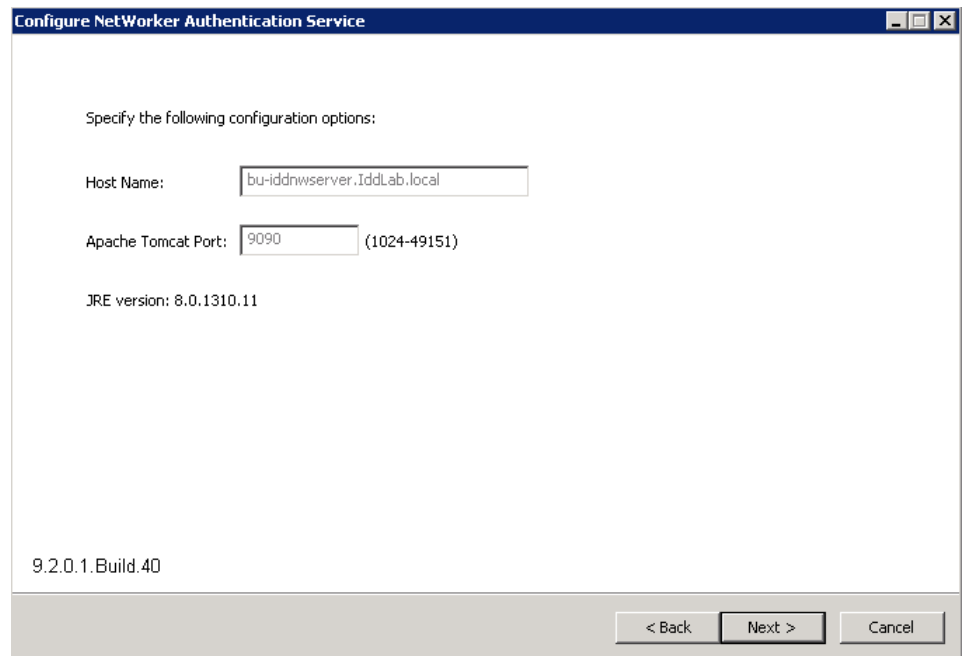 Configure NetWorker Authentication Service
Specify the following configuration options:
Host Name: bu-iddnwserver.IddLab.local
Apache Tomcat Port: 9090 (1024-49151)
JRE version: 8.0.1310.11
9.2.0.1.Build.40
< Back Next > Cancel